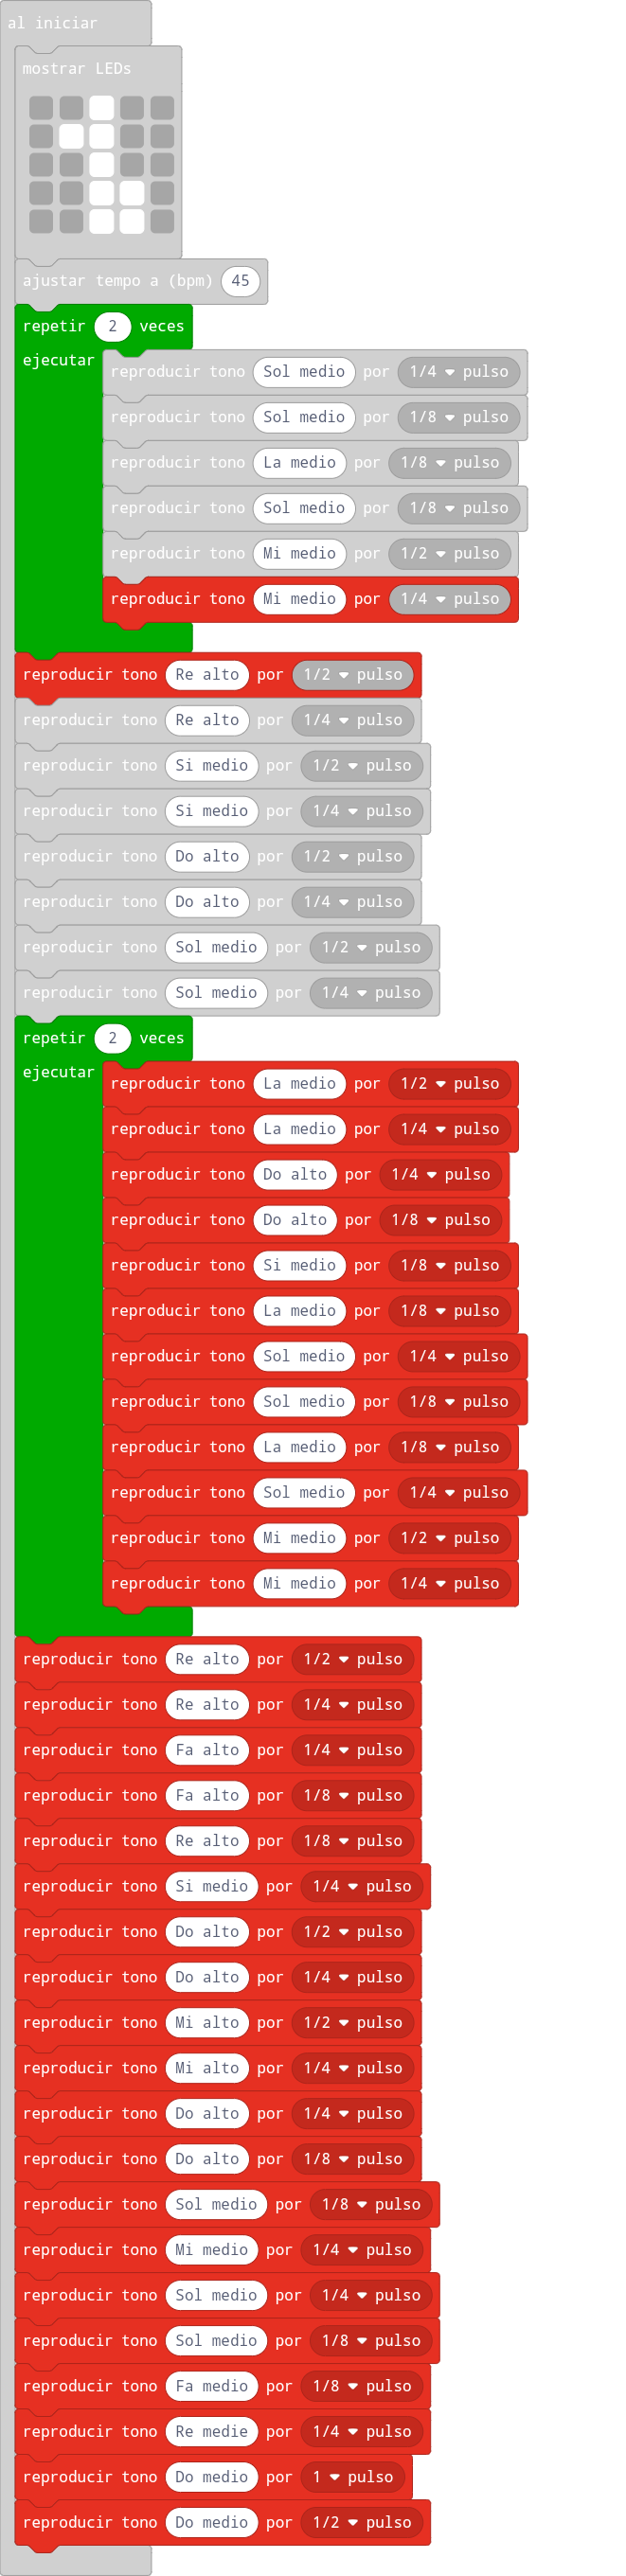 al iniciar
mostrar LEDs
ajustar tempo a (bpm) 45
repetir 2 veces
ejecutar
reproducir tono Sol medio por 1/4 pulso
reproducir tono Sol medio por 1/8 pulso
reproducir tono La medio por 1/8 pulso
reproducir tono Sol medio por 1/8 pulso
reproducir tono Mi medio por 1/2 pulso
reproducir tono Mi medio por 1/4 pulso
reproducir tono Re alto por 1/2 pulso
reproducir tono Re alto por 1/4 pulso
reproducir tono Si medio por 1/2 pulso
reproducir tono Si medio por 1/4 pulso
reproducir tono Do alto por 1/2 pulso
reproducir tono Do alto por 1/4 pulso
reproducir tono Sol medio por 1/2 pulso
reproducir tono Sol medio por 1/4 pulso
repetir 2 veces
ejecutar
reproducir tono La medio por 1/2 pulso
reproducir tono La medio por 1/4 pulso
reproducir tono Do alto por 1/4 pulso
reproducir tono Do alto por 1/8 pulso
reproducir tono Si medio por 1/8 pulso
reproducir tono La medio por 1/8 pulso
reproducir tono Sol medio por 1/4 pulso
reproducir tono Sol medio por 1/8 pulso
reproducir tono La medio por 1/8 pulso
reproducir tono Sol medio por 1/4 pulso
reproducir tono Mi medio por 1/2 pulso
reproducir tono Mi medio por 1/4 pulso
reproducir tono Re alto por 1/2 pulso
reproducir tono Re alto por 1/4 pulso
reproducir tono Fa alto por 1/4 pulso
reproducir tono Fa alto por 1/8 pulso
reproducir tono Re alto por 1/8 pulso
reproducir tono Si medio por 1/4 pulso
reproducir tono Do alto por 1/2 pulso
reproducir tono Do alto por 1/4 pulso
reproducir tono Mi alto por 1/2 pulso
reproducir tono Mi alto por 1/4 pulso
reproducir tono Do alto por 1/4 pulso
reproducir tono Do alto por 1/8 pulso
reproducir tono Sol medio por 1/8 pulso
reproducir tono Mi medio por 1/4 pulso
reproducir tono Sol medio por 1/4 pulso
reproducir tono Sol medio por 1/8 pulso
reproducir tono Fa medio por 1/8 pulso
reproducir tono Re medie por 1/4 pulso
reproducir tono Do medio por 1 pulso
reproducir tono Do medio por 1/2 pulso